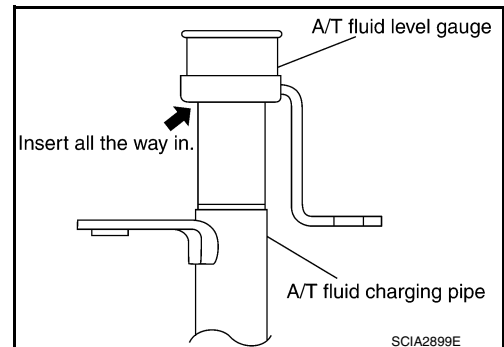 A/T fluid level gauge
Insert all the way in.
A/T fluid charging pipe
SCIA2899E